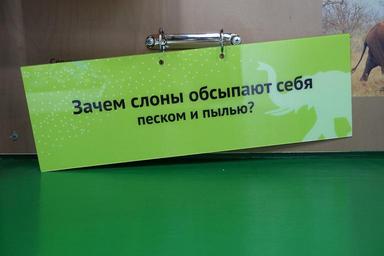 Зачем слоны обсыпают себя
песком и пылью?